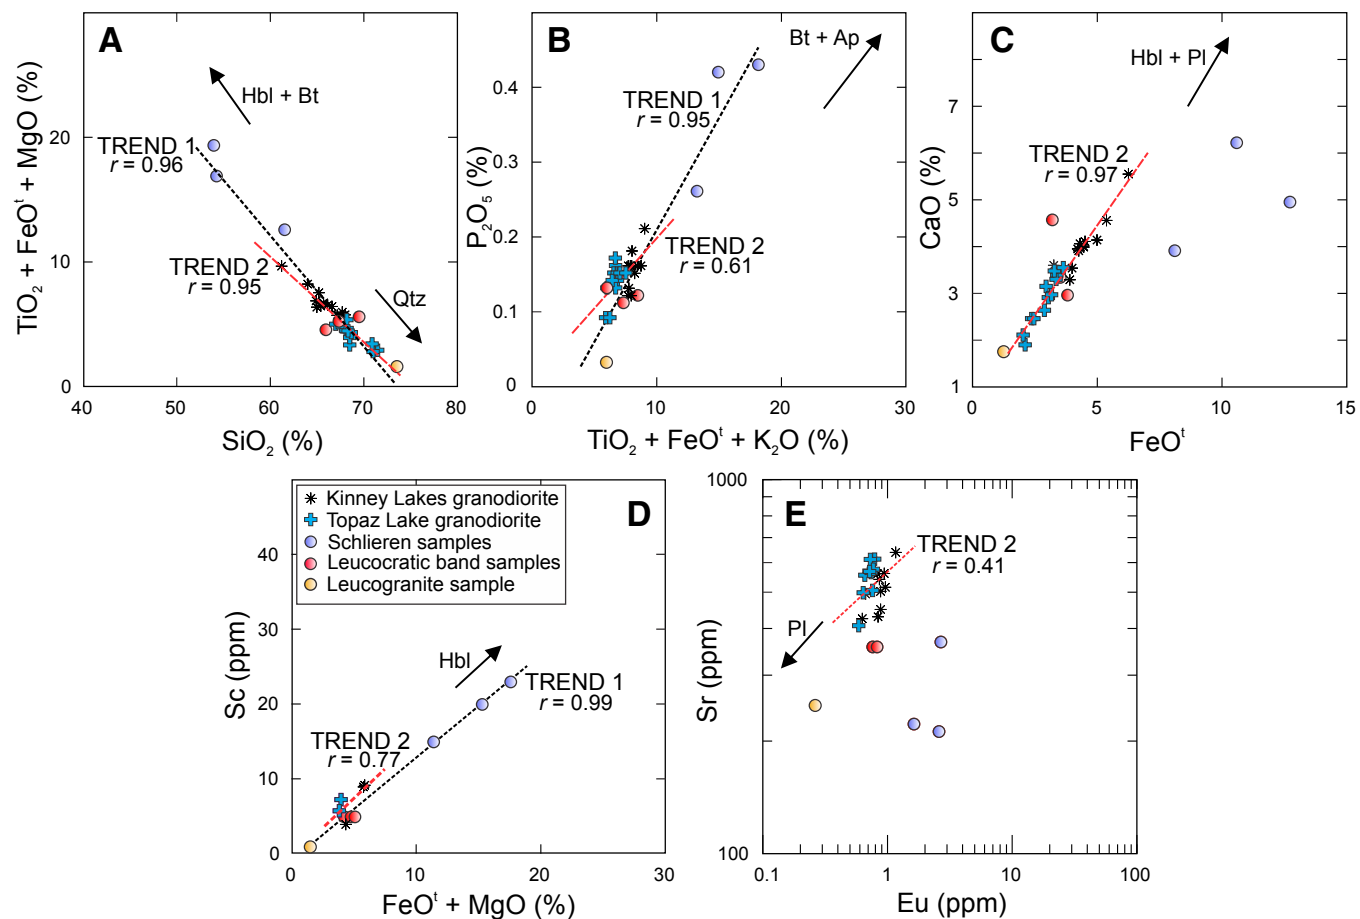 A
TiO₂ + FeOᵗ + MgO (%)
20
10
0
Hbl + Bt
TREND 1
r = 0.96
TREND 2
r = 0.95
Qtz
40
50
60
70
80
SiO₂ (%)
B
P₂O₅ (%)
0.4
0.3
0.2
0.1
0
Bt + Ap
TREND 1
r = 0.95
TREND 2
r = 0.61
0
10
20
30
TiO₂ + FeOᵗ + K₂O (%)
C
CaO (%)
7
5
3
1
Hbl + Pl
TREND 2
r = 0.97
0
5
10
15
FeOᵗ
D
Sc (ppm)
40
30
20
10
0
Kinney Lakes granodiorite
Topaz Lake granodiorite
Schlieren samples
Leucocratic band samples
Leucogranite sample
Hbl
TREND 1
r = 0.99
TREND 2
r = 0.77
0
10
20
30
FeOᵗ + MgO (%)
E
Sr (ppm)
1000
100
TREND 2
r = 0.41
Pl
0.1
1
10
100
Eu (ppm)